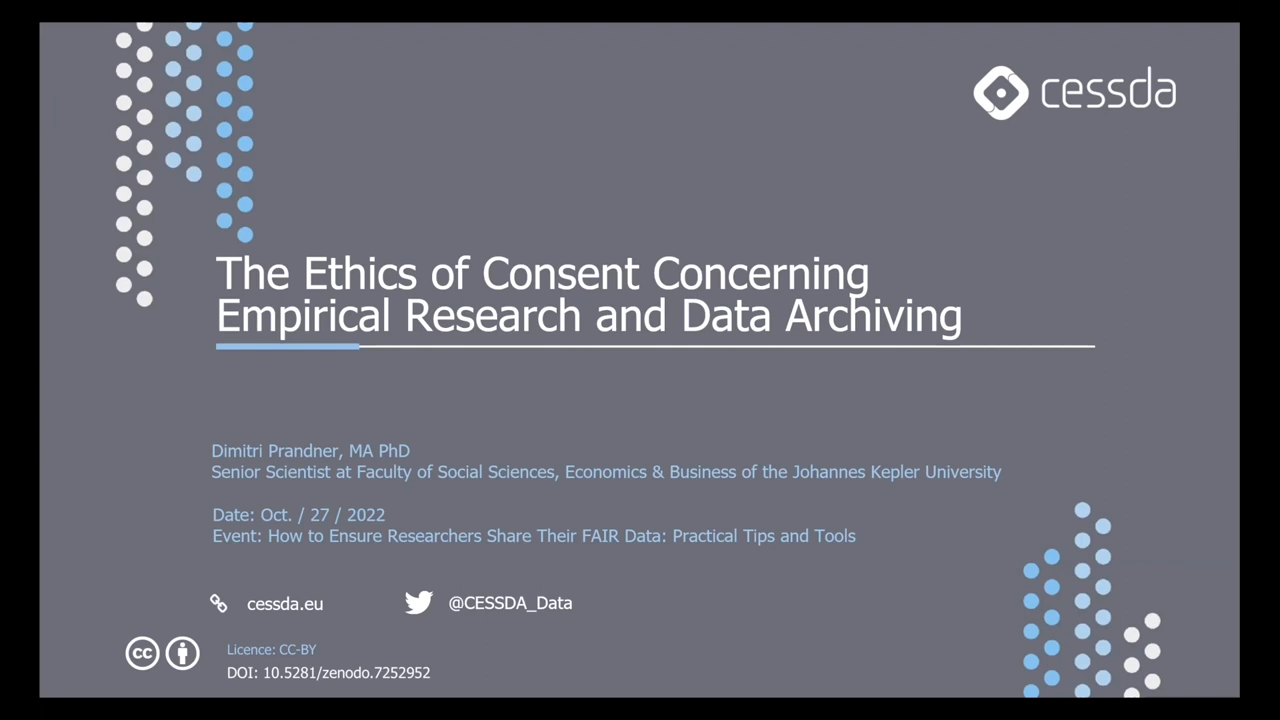 cessda
The Ethics of Consent Concerning
Empirical Research and Data Archiving
Dimitri Prandner, MA PhD
Senior Scientist at Faculty of Social Sciences, Economics & Business of the Johannes Kepler University
Date: Oct. / 27 / 2022
Event: How to Ensure Researchers Share Their FAIR Data: Practical Tips and Tools
cessda.eu @CESSDA_Data
cc Licence: CC-BY
DOI: 10.5281/zenodo.7252952